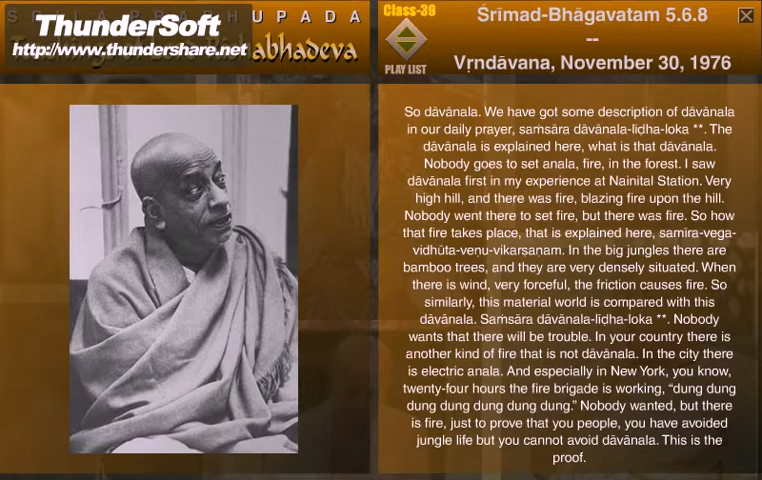 PRABHUPADA
ThunderSoft
http://www.thundershare.net
abhadeva
Class-39
PLAY LIST
Śrīmad-Bhāgavatam 5.6.8
--
Vṛndāvana, November 30, 1976
So dāvānala. We have got some description of dāvānala
in our daily prayer, saṁsāra dāvānala-līḍha-loka **. The
dāvānala is explained here, what is that dāvānala.
Nobody goes to set anala, fire, in the forest. I saw
dāvānala first in my experience at Nainital Station. Very
high hill, and there was fire, blazing fire upon the hill.
Nobody went there to set fire, but there was fire. So how
that fire takes place, that is explained here, samīra-vega-
vidhūta-veṇu-vikarṣaṇam. In the big jungles there are
bamboo trees, and they are very densely situated. When
there is wind, very forceful, the friction causes fire. So
similarly, this material world is compared with this
dāvānala. Saṁsāra dāvānala-līḍha-loka **. Nobody
wants that there will be trouble. In your country there is
another kind of fire that is not dāvānala. In the city there
is electric anala. And especially in New York, you know,
twenty-four hours the fire brigade is working, “dung dung
dung dung dung dung dung.” Nobody wanted, but there
is fire, just to prove that you people, you have avoided
jungle life but you cannot avoid dāvānala. This is the
proof.